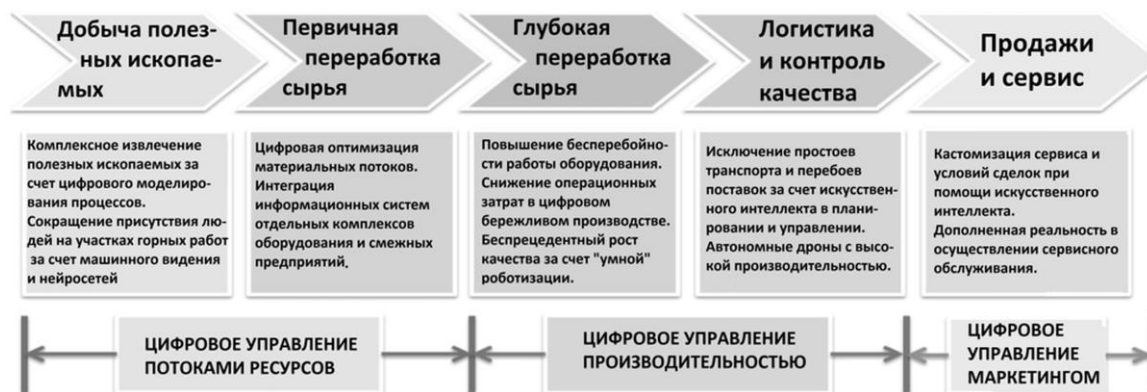 Добыча полез-
ных ископае-
мых
Первичная
переработка
сырья
Глубокая
переработка
сырья
Логистика
и контроль
качества
Продажи
и сервис
Комплексное извлечение
полезных ископаемых за
счет цифрового моделиро-
вания процессов.
Сокращение присутствия лю-
дей на участках горных работ
за счет машинного видения
и нейросетей
Цифровая оптимизация
материальных потоков.
Интеграция
информационных систем
отдельных комплексов
оборудования и смежных
предприятий.
Повышение бесперебойно-
сти работы оборудования.
Снижение операционных
затрат в цифровом
бережливом производстве.
Беспрецедентный рост
качества за счет "умной"
роботизации.
Исключение простоев
транспорта и перебоев
поставок за счет искусствен-
ного интеллекта в плани-
ровании и управлении.
Автономные дроны с высо-
кой производительностью.
Кастомизация сервиса и
условий сделок при
помощи искусственного
интеллекта.
Дополненная реальность в
осуществлении сервисного
обслуживания.
ЦИФРОВОЕ УПРАВЛЕНИЕ
ПОТОКАМИ РЕСУРСОВ
ЦИФРОВОЕ УПРАВЛЕНИЕ
ПРОИЗВОДИТЕЛЬНОСТЬЮ
ЦИФРОВОЕ
УПРАВЛЕНИЕ
МАРКЕТИНГОМ